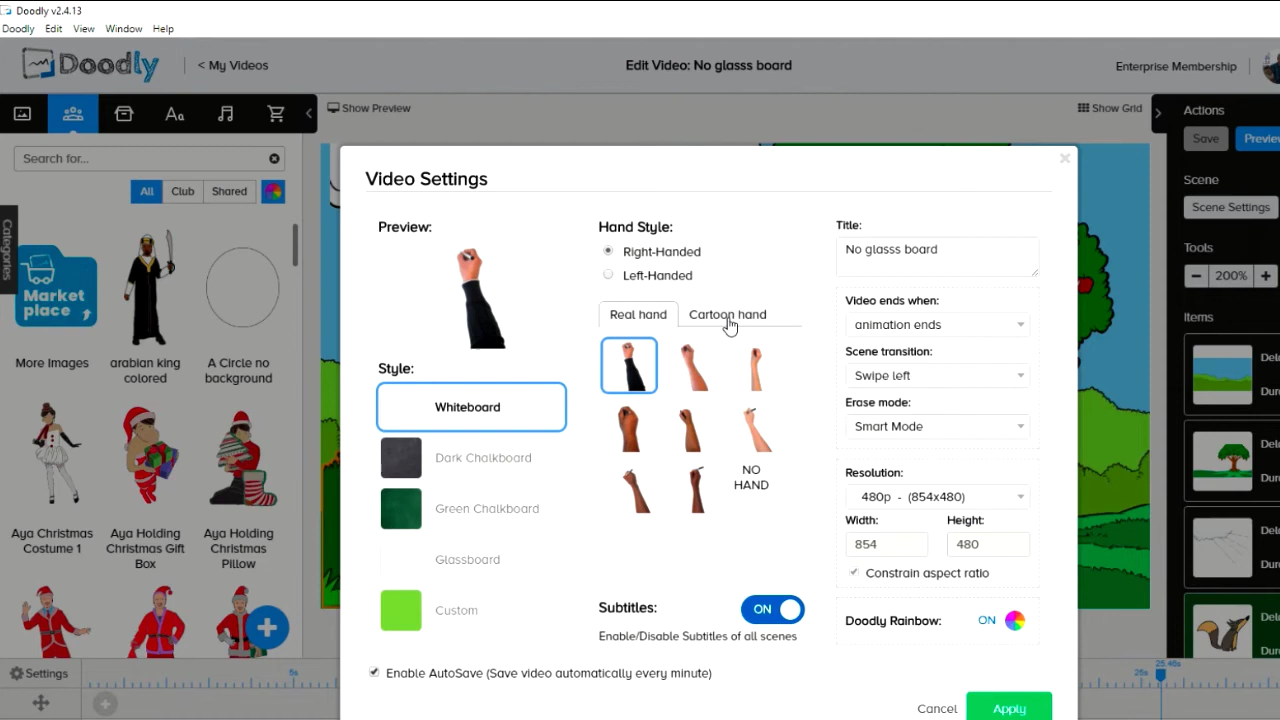 Doodly v2.4.13
Doodly Edit View Window Help
Doodly
< My Videos
Edit Video: No glasss board
Enterprise Membership
Show Preview
Show Grid
Actions
Save
Search for...
All Club Shared
Categories
Market place
More Images
arabian king colored
A Circle no background
Aya Christmas Costume 1
Aya Holding Christmas Gift Box
Aya Holding Christmas Pillow
Video Settings
Preview:
Style:
Whiteboard
Dark Chalkboard
Green Chalkboard
Glassboard
Custom
Hand Style:
Right-Handed
Left-Handed
Real hand
Cartoon hand
NO
HAND
Subtitles:
ON
Enable/Disable Subtitles of all scenes
Title:
No glasss board
Video ends when:
animation ends
Scene transition:
Swipe left
Erase mode:
Smart Mode
Resolution:
480p - (854x480)
Width:
Height:
854
480
Constrain aspect ratio
Doodly Rainbow:
ON
Enable AutoSave (Save video automatically every minute)
Cancel
Apply
Scene
Scene Settings
Tools
200%
Items
Settings
5s
25s
25.46s